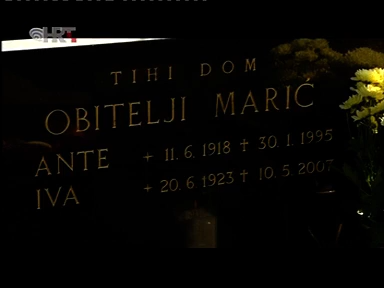 HRT
TIHI DOM
OBITELJI MARIĆ
ANTE + 11. 6. 1918 ✝ 30. 1. 1995
IVA + 20. 6 1923 ✝ 10. 5. 2007